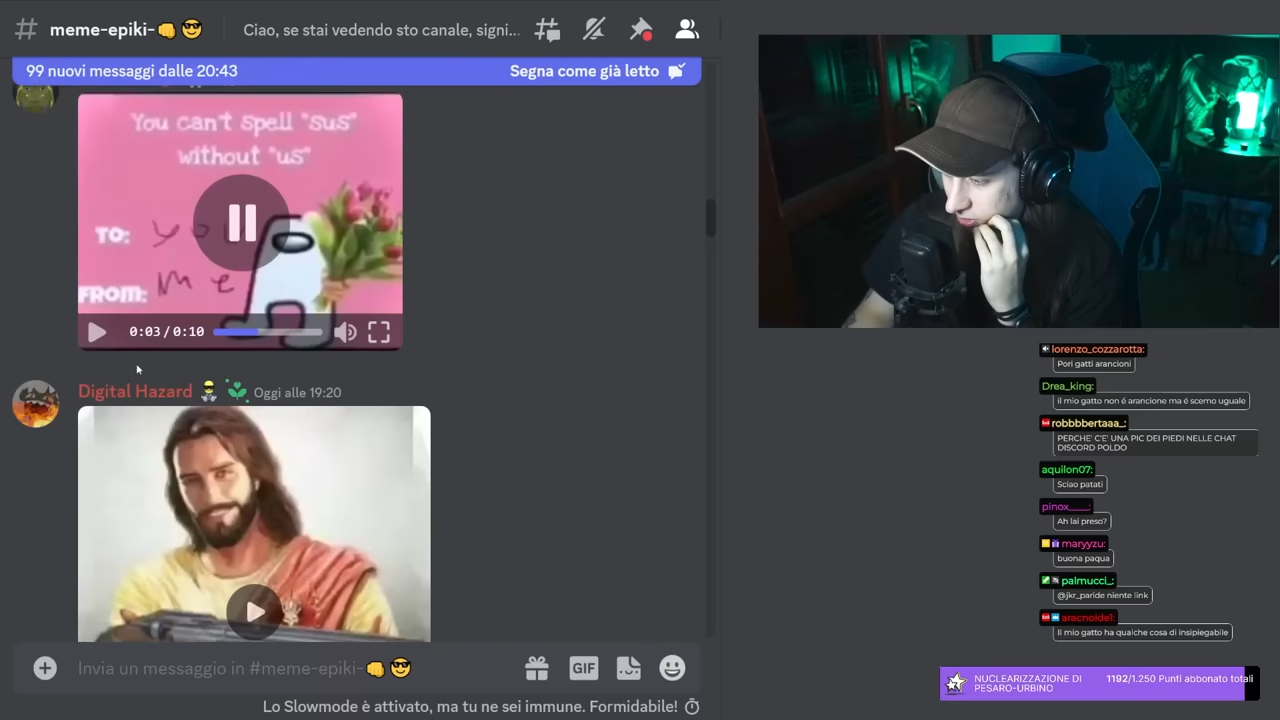 meme-epiki-👊😎
Ciao, se stai vedendo sto canale, signi...
99 nuovi messaggi dalle 20:43
Segna come già letto
You can't spell "sus"
without "us"
TO: you
FROM: Me
0:03/0:10
Digital Hazard
Oggi alle 19:20
Invia un messaggio in #meme-epiki-👊😎
GIF
Lo Slowmode è attivato, ma tu ne sei immune. Formidabile!
lorenzo_cozzarotta:
Pori gatti arancioni
Drea_king:
il mio gatto non é arancione ma é scemo uguale
robbbbertaaa_:
PERCHE' C'E' UNA PIC DEI PIEDI NELLE CHAT
DISCORD POLDO
aquilon07:
Sciao patati
pinox____:
Ah lai preso?
maryyzu:
buona paqua
palmucci_:
@jkr_paride niente link
aracnoide1:
Il mio gatto ha qualche cosa di insipiegabile
NUCLEARIZZAZIONE DI
PESARO-URBINO
1192/1.250 Punti abbonato totali